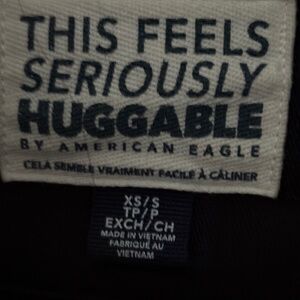 THIS FEELS
SERIOUSLY
HUGGABLE
BY AMERICAN EAGLE
CELA SEMBLE VRAIMENT FACILE À CÂLINER
XS/S
TP/P
EXCH/CH
MADE IN VIETNAM
FABRIQUÉ AU
VIETNAM